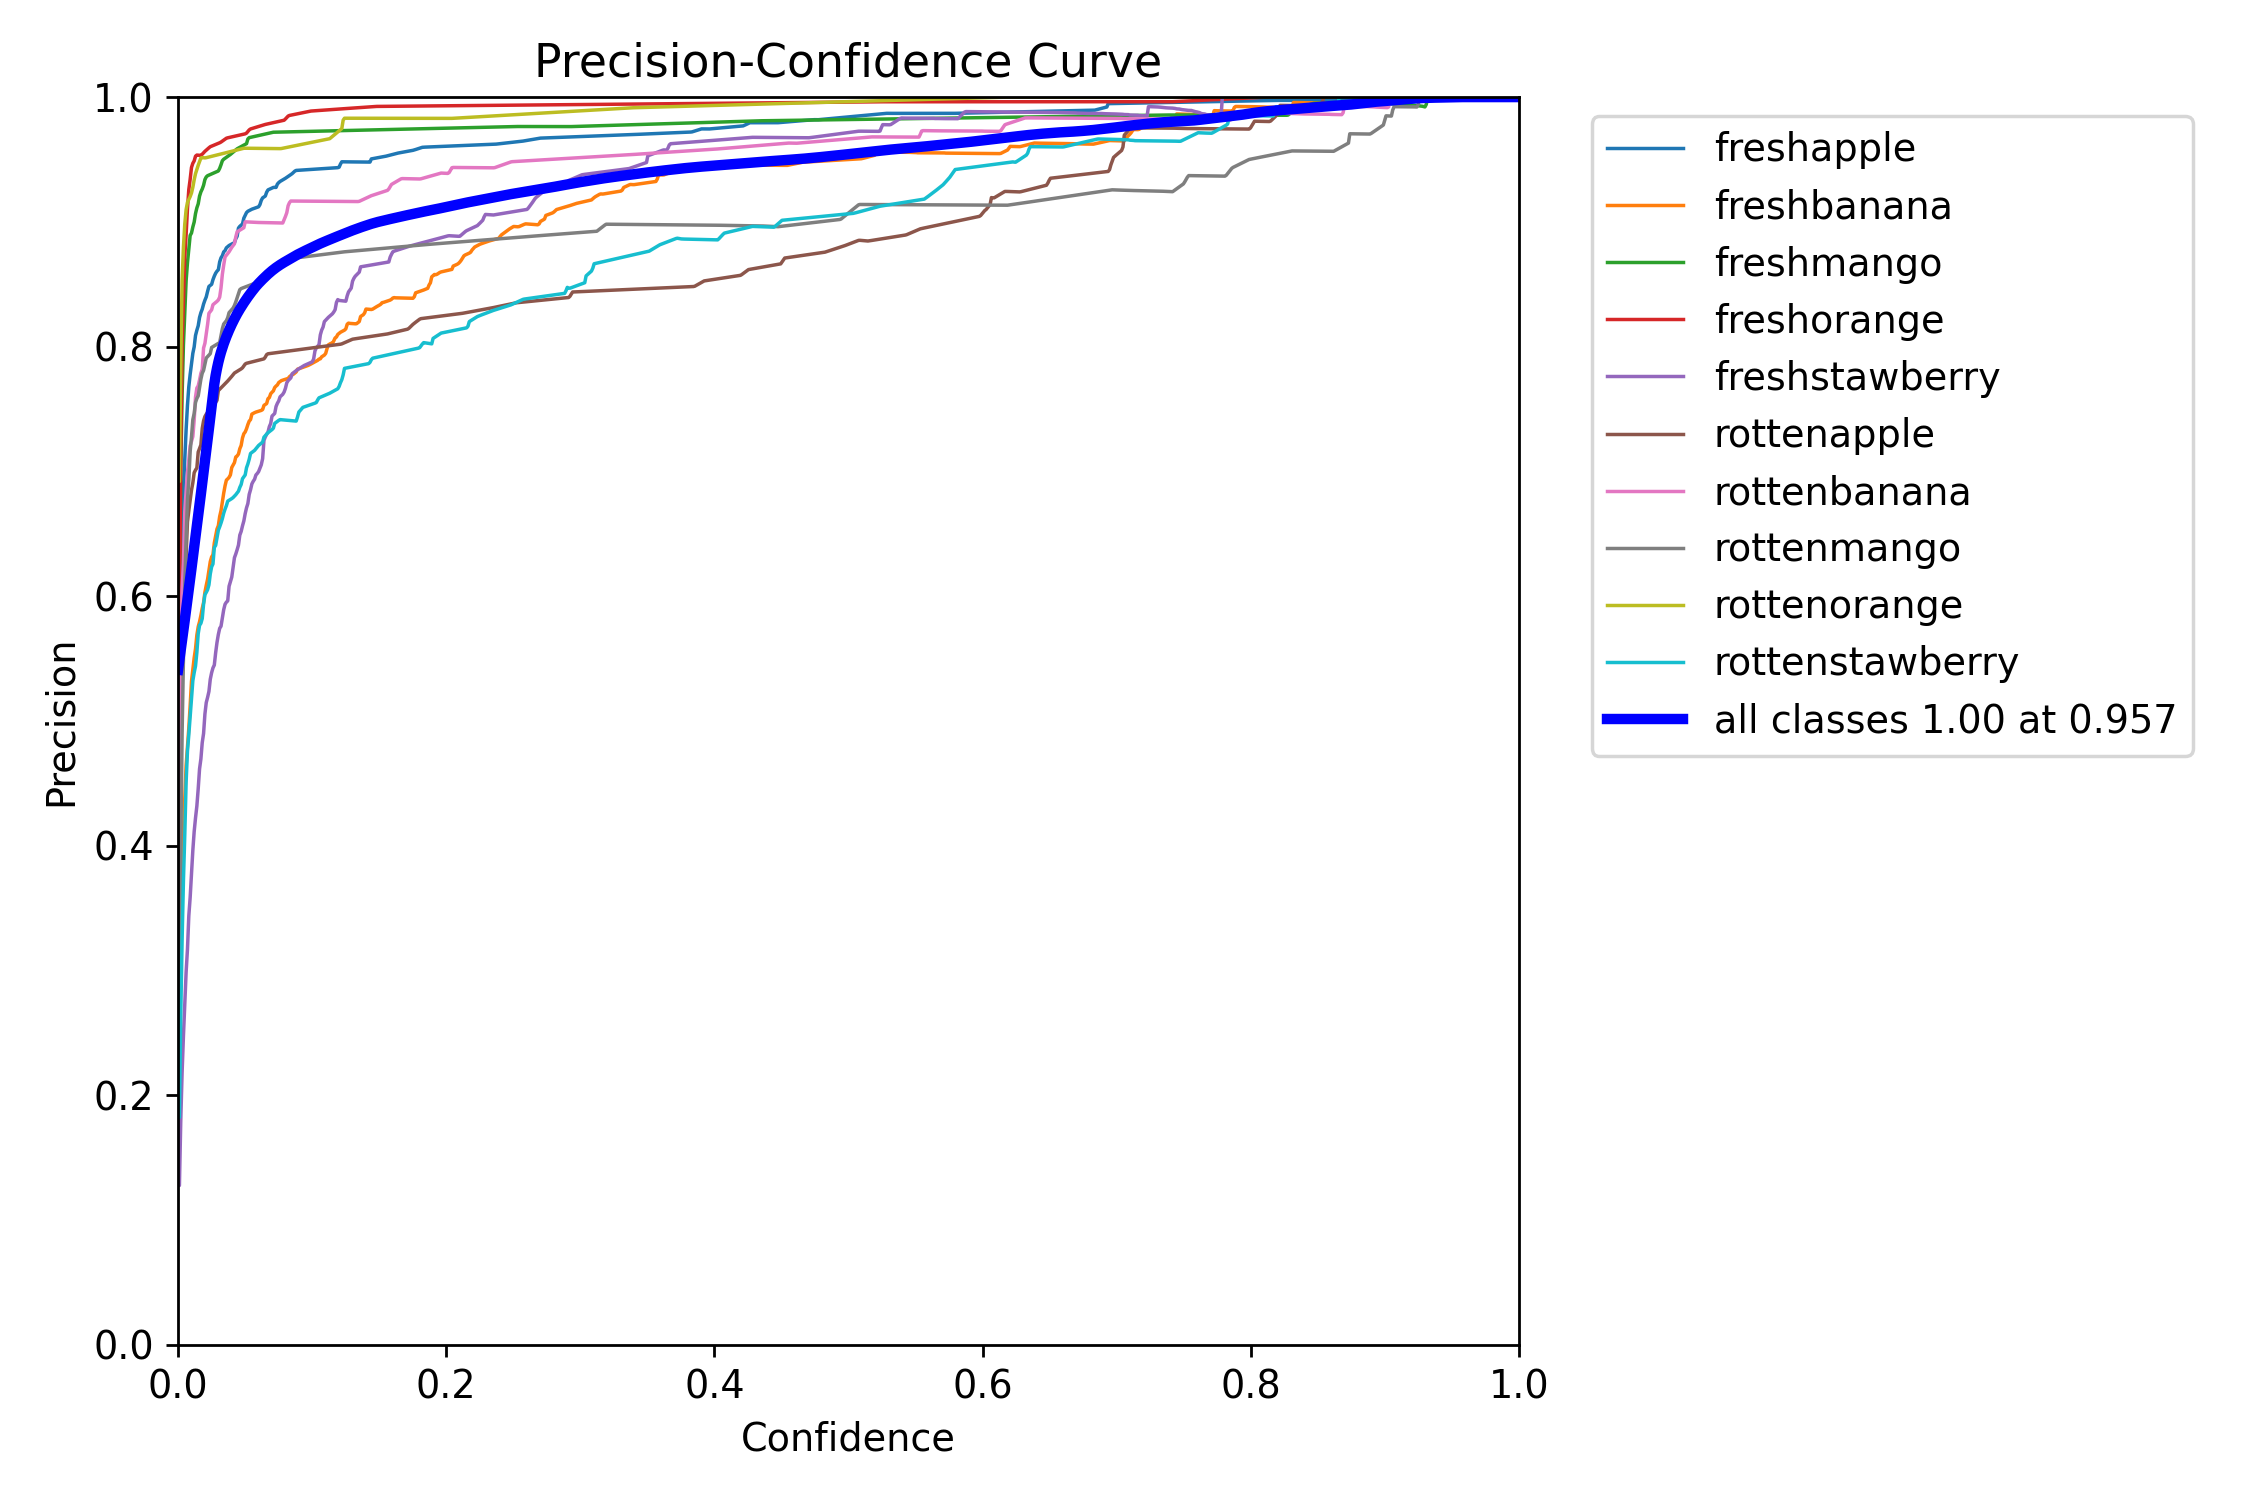 Precision-Confidence Curve
1.0
0.8
0.6
0.4
0.2
0.0
Precision
0.0 0.2 0.4 0.6 0.8 1.0
Confidence
freshapple
freshbanana
freshmango
freshorange
freshstawberry
rottenapple
rottenbanana
rottenmango
rottenorange
rottenstawberry
all classes 1.00 at 0.957